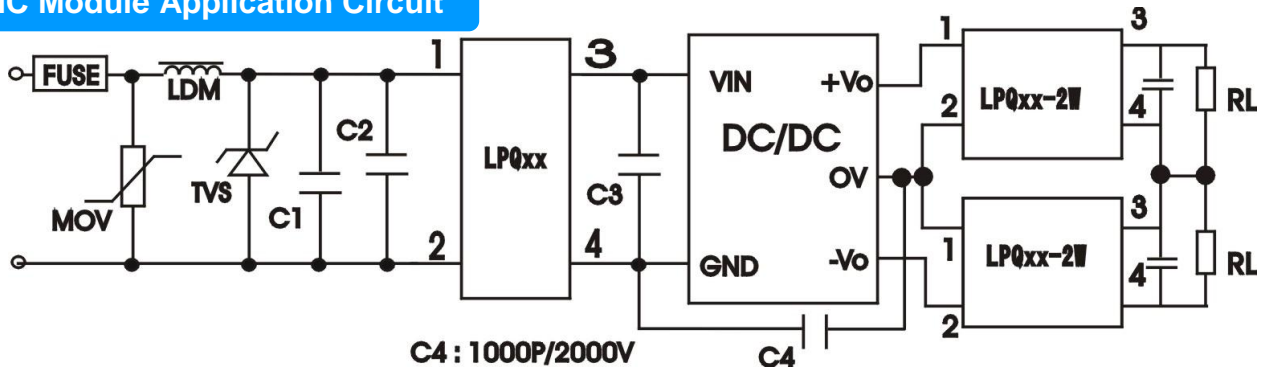 C Module Application Circuit
FUSE
LDM
MOV
TVS
C1
C2
1
2
LPQxx
3
4
C3
VIN
+Vo
DC/DC
OV
GND
-Vo
C4
C4 : 1000P/2000V
1
2
LPQxx-2W
3
4
RL
1
2
LPQxx-2W
3
4
RL